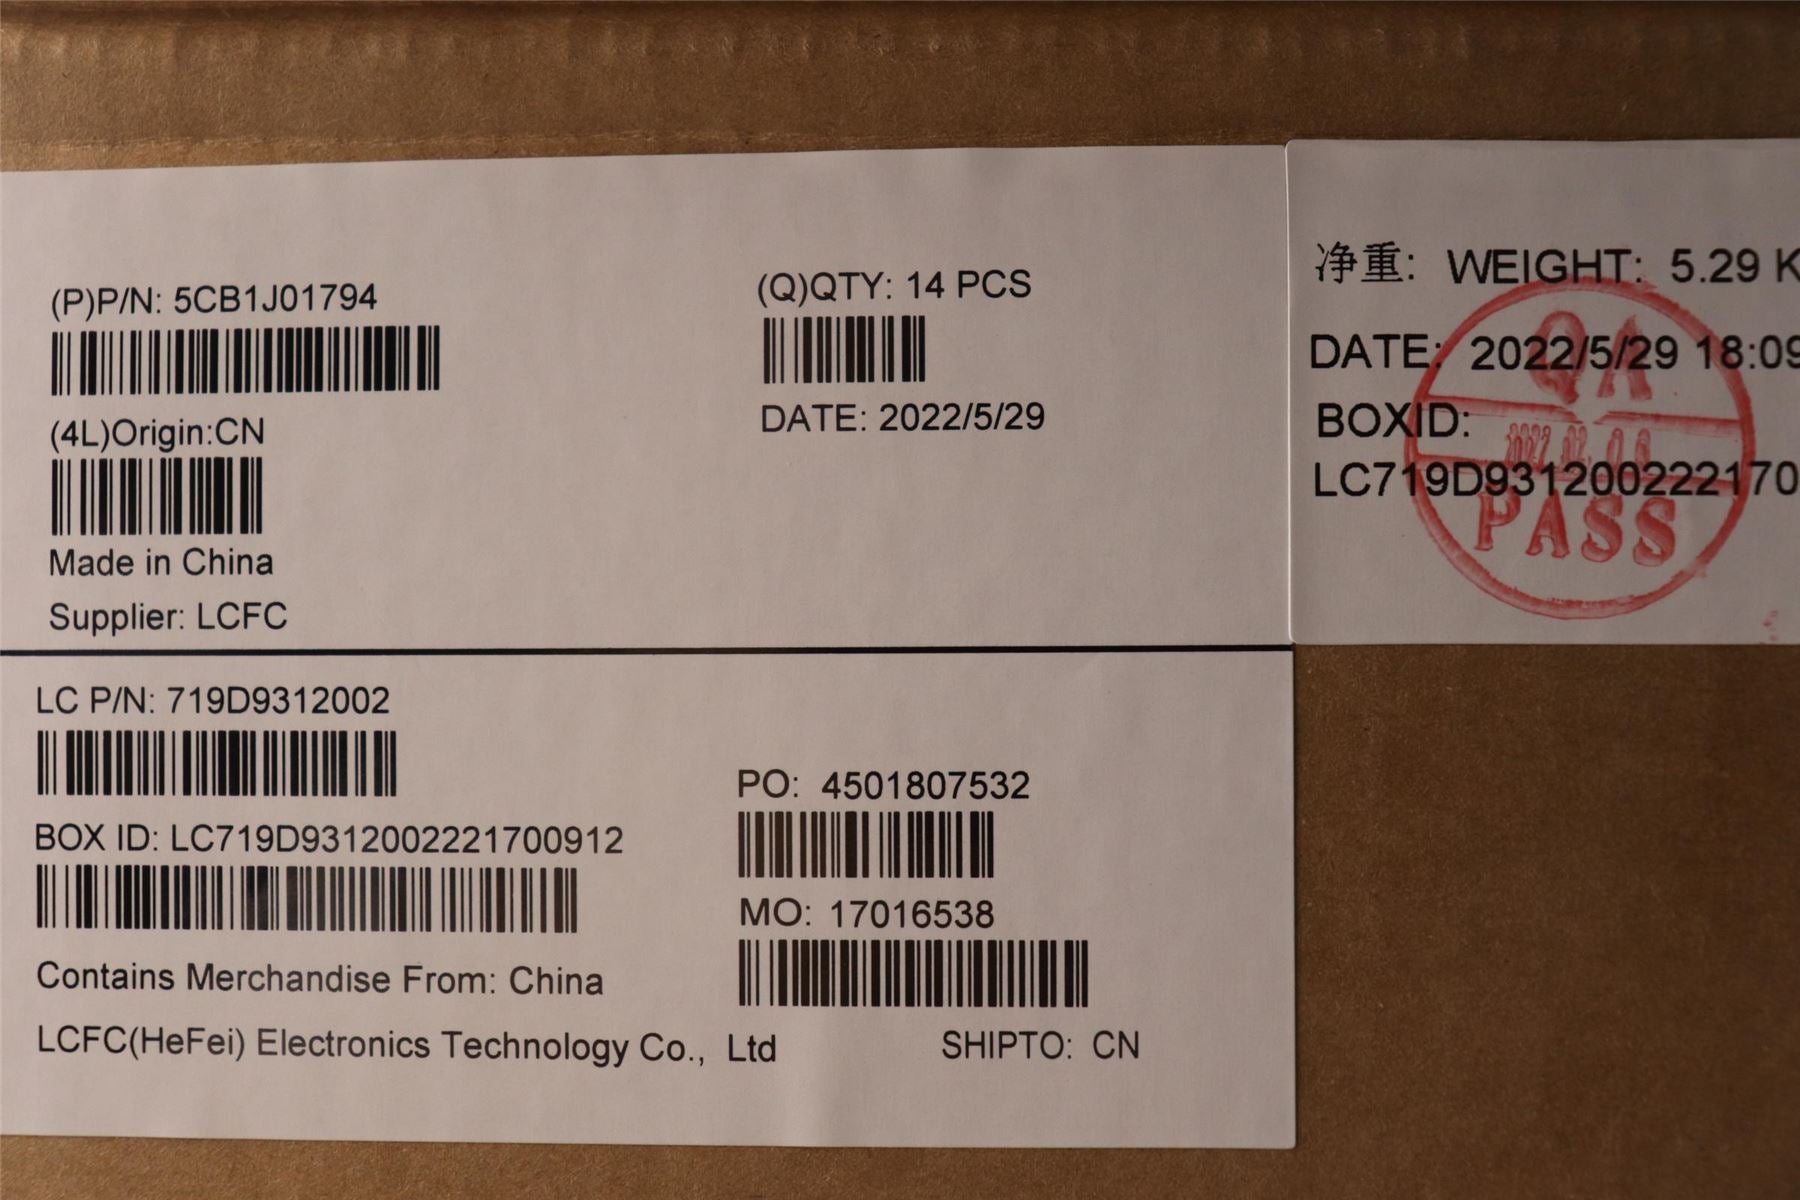 (P)P/N: 5CB1J01794
(Q)QTY: 14 PCS
(4L)Origin:CN
DATE: 2022/5/29
Made in China
Supplier: LCFC
LC P/N: 719D9312002
PO: 4501807532
BOX ID: LC719D9312002221700912
MO: 17016538
Contains Merchandise From: China
LCFC(HeFei) Electronics Technology Co., Ltd
SHIPTO: CN
净重: WEIGHT: 5.29 K
DATE: 2022/5/29 18:09
BOXID:
LC719D931200222170
QA
PASS